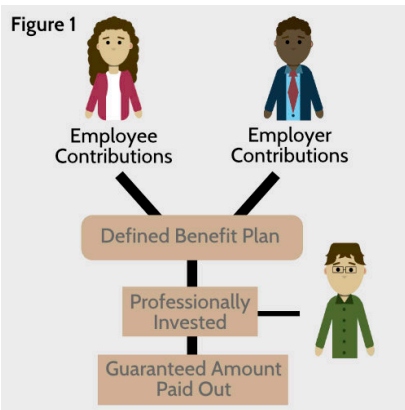 Figure 1
Employee
Contributions
Employer
Contributions
Defined Benefit Plan
Professionally
Invested
Guaranteed Amount
Paid Out